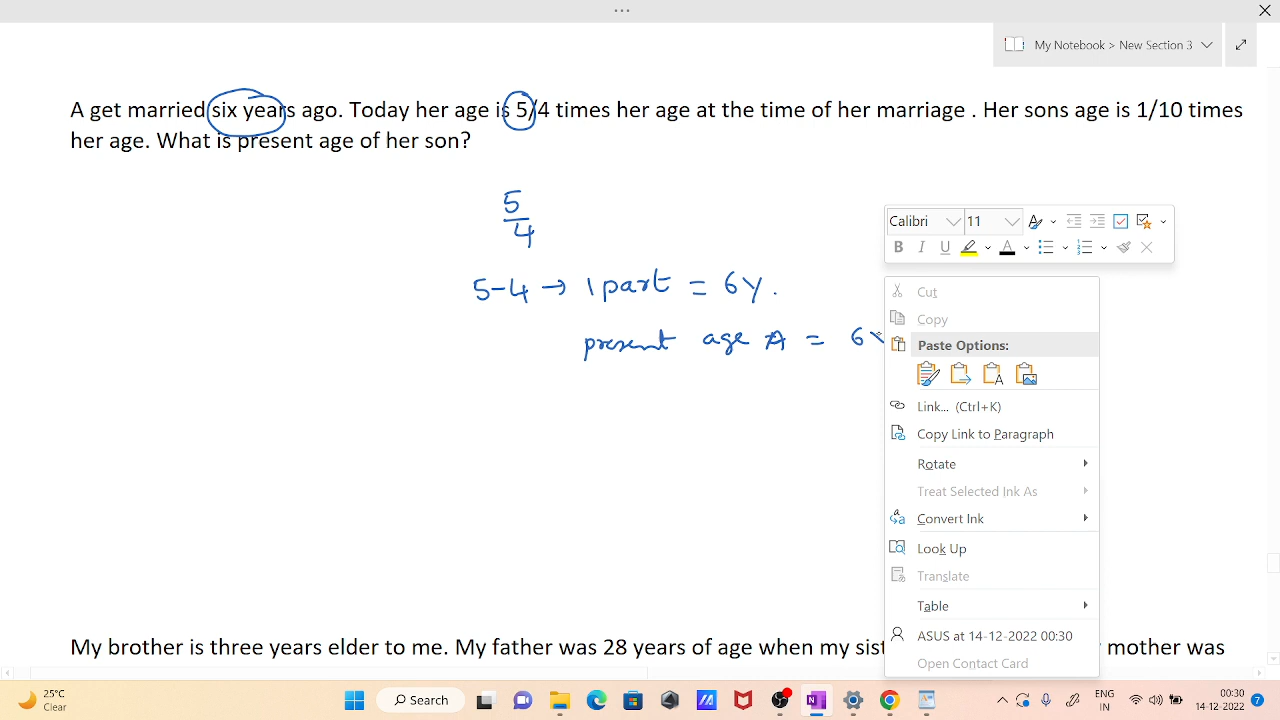 My Notebook > New Section 3
A get married six years ago. Today her age is 5/4 times her age at the time of her marriage . Her sons age is 1/10 times
her age. What is present age of her son?
5
4
5-4 → 1 part = 6y.
present age A = 6
Calibri 11
B I U A
Cut
Copy
Paste Options:
Link... (Ctrl+K)
Copy Link to Paragraph
Rotate
Treat Selected Ink As
Convert Ink
Look Up
Translate
Table
ASUS at 14-12-2022 00:30
Open Contact Card
My brother is three years elder to me. My father was 28 years of age when my sist mother was
25°C
Clear
Search
ENG
IN
00:30
14-12-2022
7